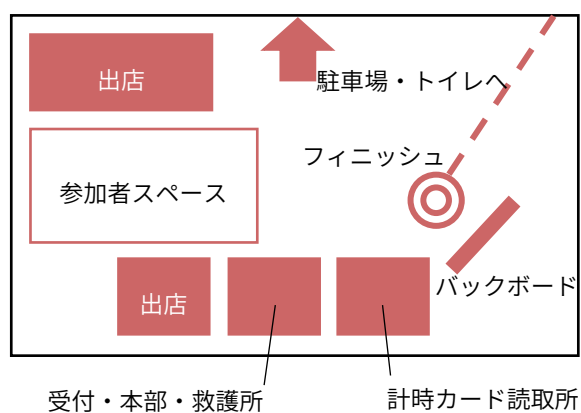 出店
駐車場・トイレへ
フィニッシュ
参加者スペース
バックボード
出店
受付・本部・救護所
計時カード読取所